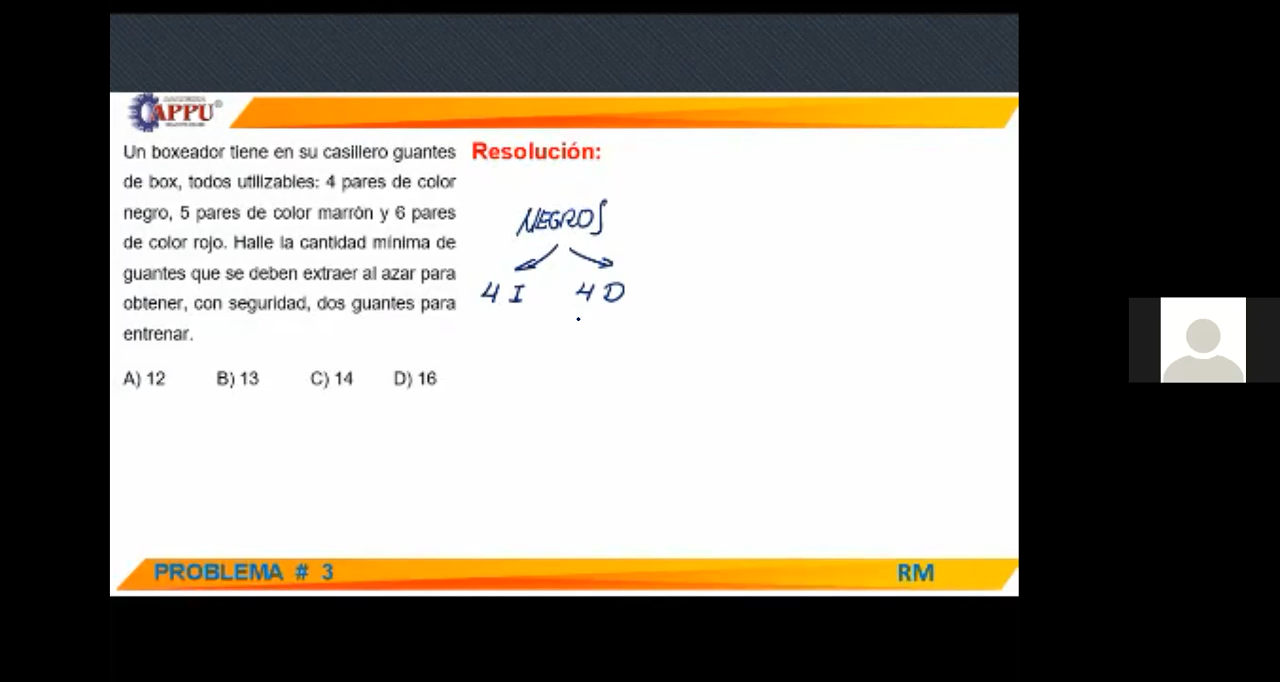 APPU
Un boxeador tiene en su casillero guantes
de box, todos utilizables: 4 pares de color
negro, 5 pares de color marrón y 6 pares
de color rojo. Halle la cantidad mínima de
guantes que se deben extraer al azar para
obtener, con seguridad, dos guantes para
entrenar.
A) 12 B) 13 C) 14 D) 16
Resolución:
NEGROS
4 I 4 D
PROBLEMA # 3
RM